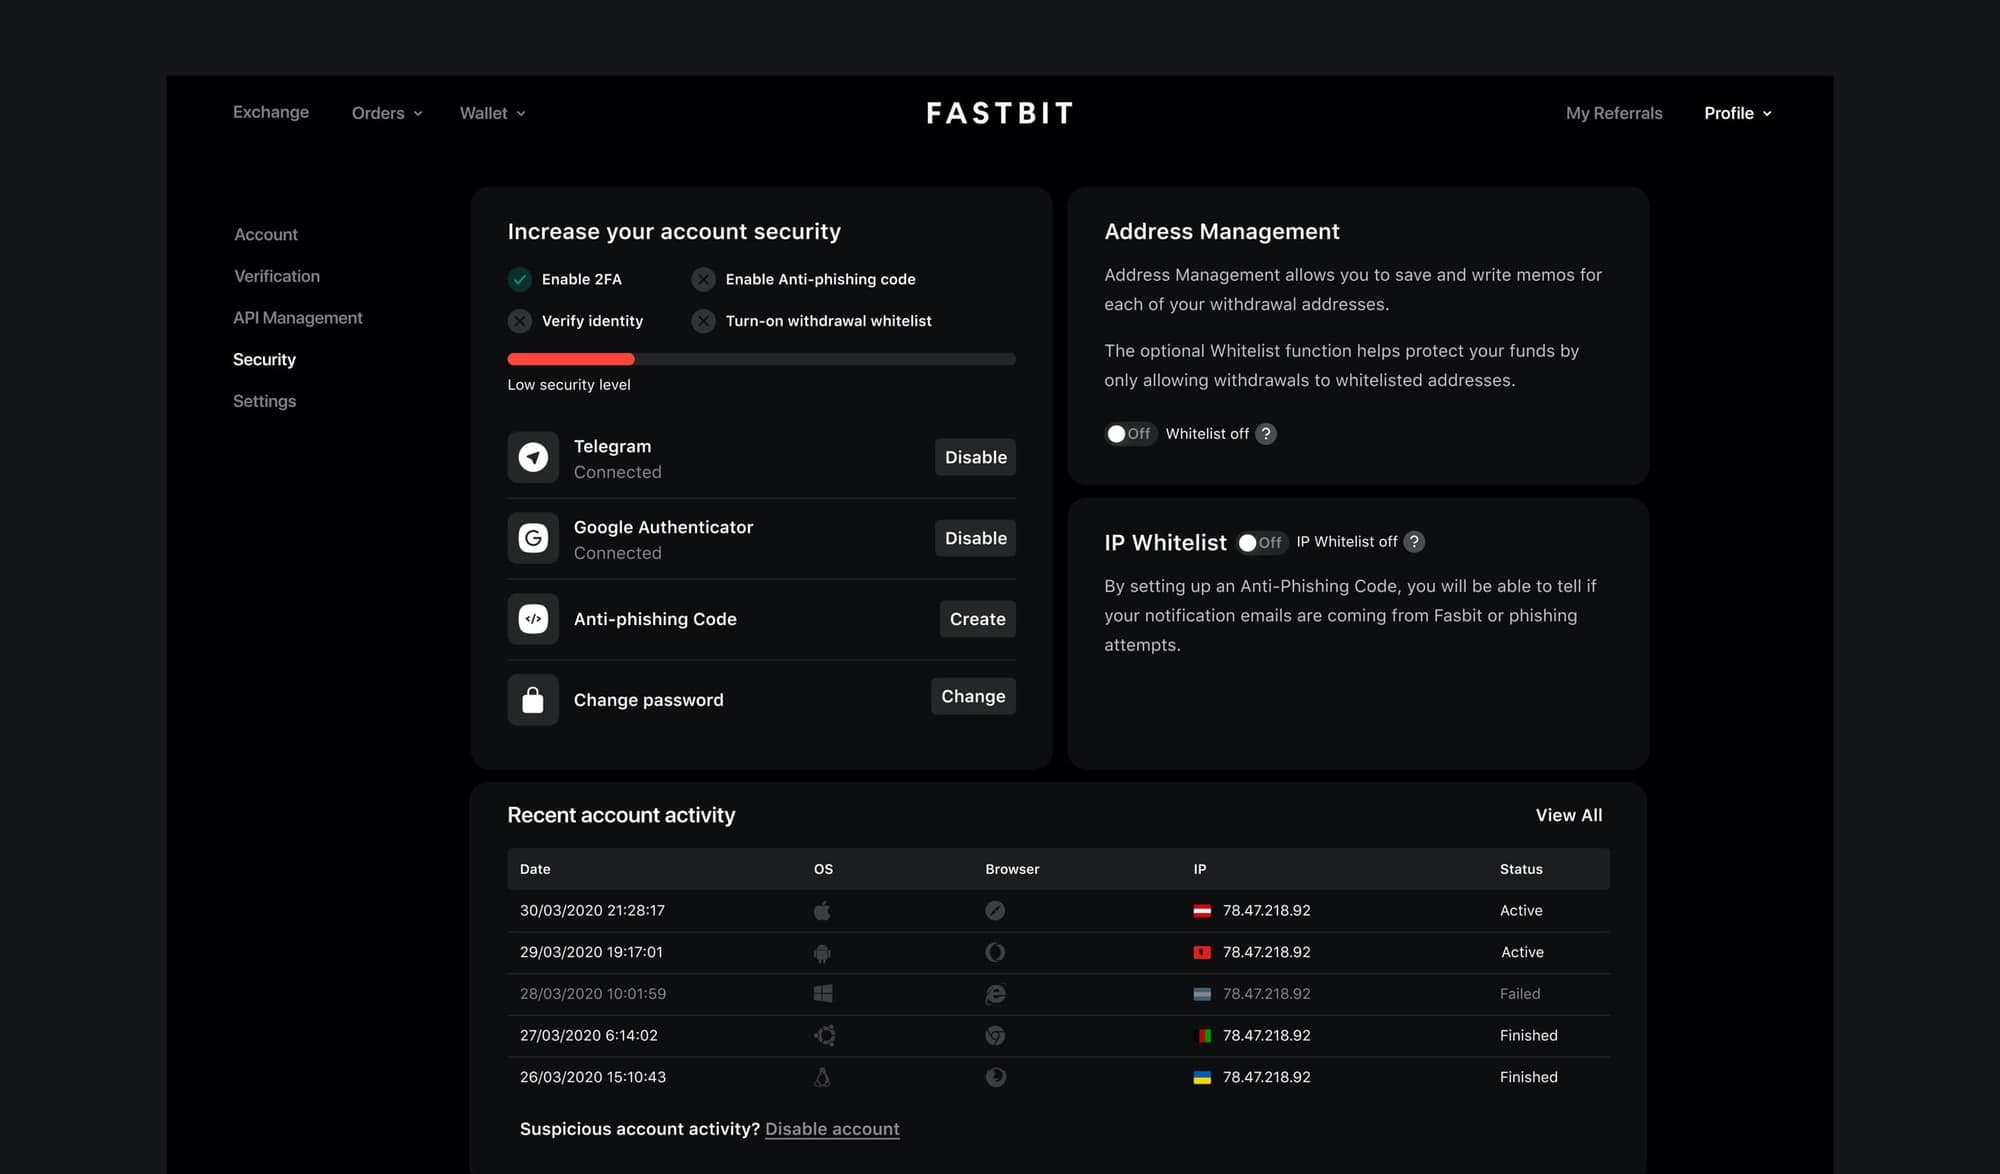 Exchange Orders Wallet FASTBIT My Referrals Profile
Account
Verification
API Management
Security
Settings
Increase your account security
Enable 2FA Enable Anti-phishing code
Verify identity Turn-on withdrawal whitelist
Low security level
Telegram
Connected
Disable
Google Authenticator
Connected
Disable
Anti-phishing Code Create
Change password Change
Address Management
Address Management allows you to save and write memos for
each of your withdrawal addresses.
The optional Whitelist function helps protect your funds by
only allowing withdrawals to whitelisted addresses.
Off Whitelist off ?
IP Whitelist Off IP Whitelist off ?
By setting up an Anti-Phishing Code, you will be able to tell if
your notification emails are coming from Fasbit or phishing
attempts.
Recent account activity View All
Date OS Browser IP Status
30/03/2020 21:28:17 78.47.218.92 Active
29/03/2020 19:17:01 78.47.218.92 Active
28/03/2020 10:01:59 78.47.218.92 Failed
27/03/2020 6:14:02 78.47.218.92 Finished
26/03/2020 15:10:43 78.47.218.92 Finished
Suspicious account activity? Disable account